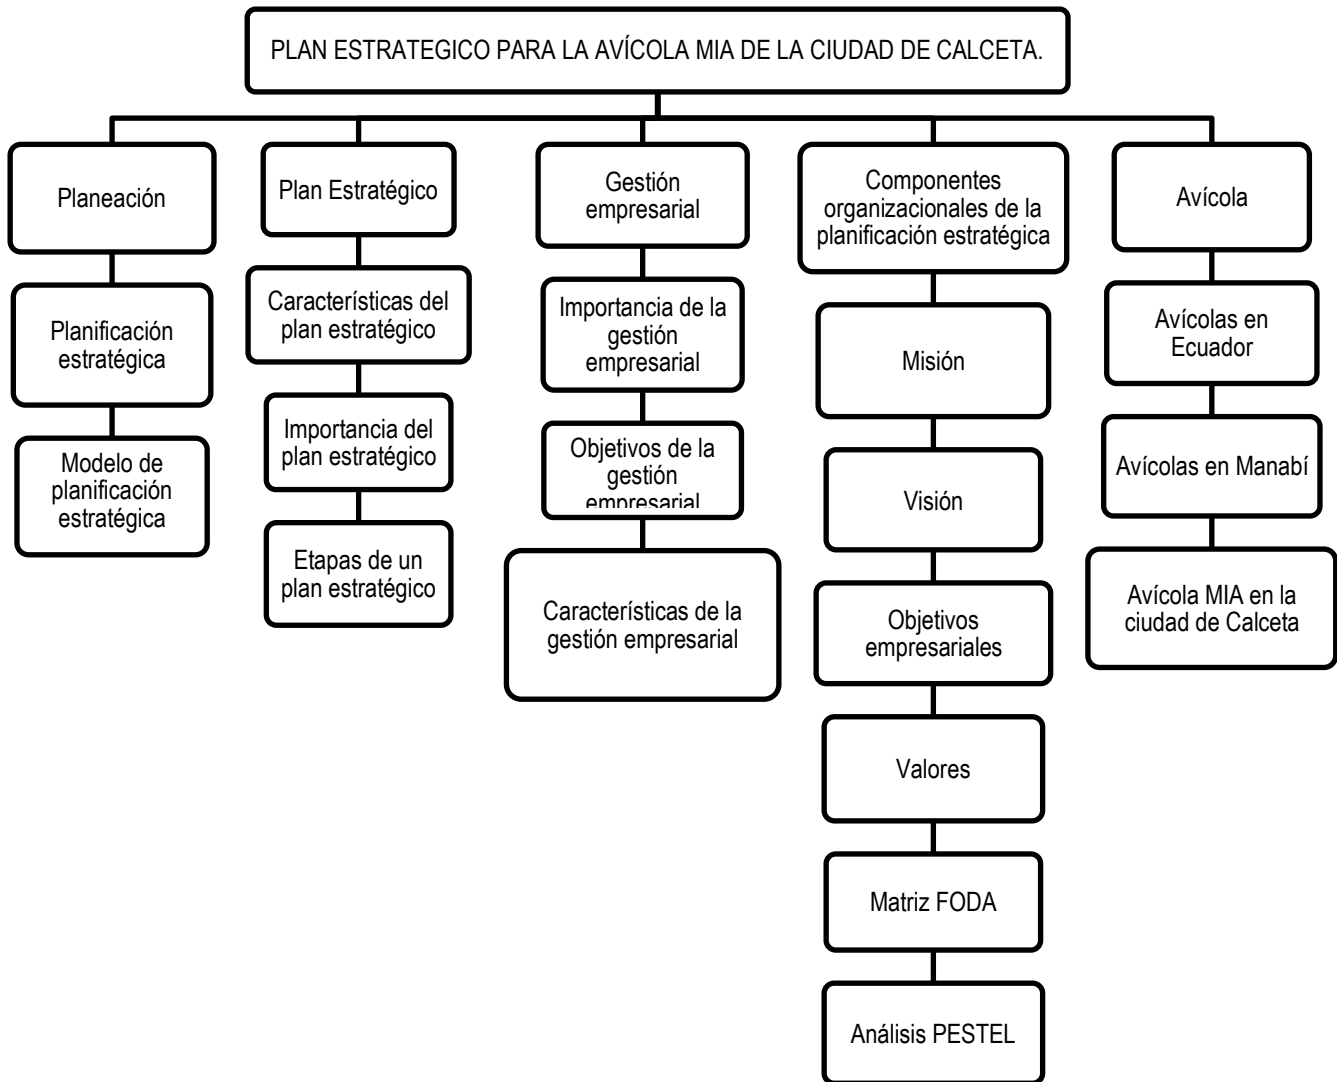 PLAN ESTRATEGICO PARA LA AVÍCOLA MIA DE LA CIUDAD DE CALCETA.
Planeación
Planificación
estratégica
Modelo de
planificación
estratégica
Plan Estratégico
Características del
plan estratégico
Importancia del
plan estratégico
Etapas de un
plan estratégico
Gestión
empresarial
Importancia de la
gestión
empresarial
Objetivos de la
gestión
empresarial
Características de la
gestión empresarial
Componentes
organizacionales de la
planificación estratégica
Misión
Visión
Objetivos
empresariales
Valores
Matriz FODA
Análisis PESTEL
Avícola
Avícolas en
Ecuador
Avícolas en Manabí
Avícola MIA en la
ciudad de Calceta